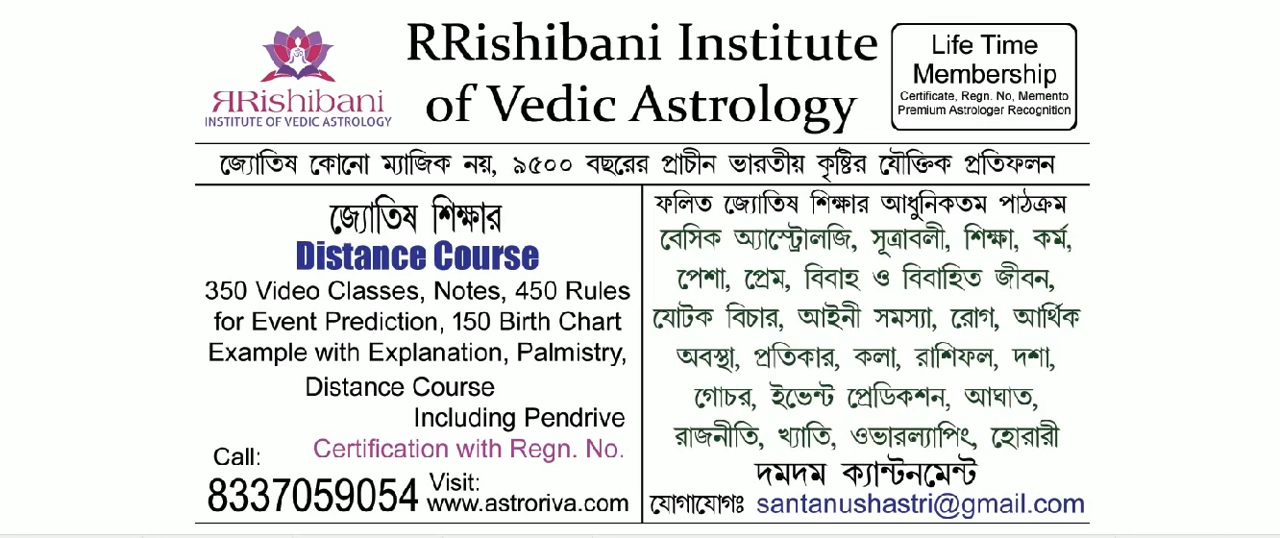 RRishibani
INSTITUTE OF VEDIC ASTROLOGY
RRishibani Institute
of Vedic Astrology
Life Time
Membership
Certificate, Regn. No, Memento
Premium Astrologer Recognition
জ্যোতিষ কোনো ম্যাজিক নয়, ৯৫০০ বছরের প্রাচীন ভারতীয় কৃষ্টির যৌক্তিক প্রতিফলন
জ্যোতিষ শিক্ষার
Distance Course
350 Video Classes, Notes, 450 Rules
for Event Prediction, 150 Birth Chart
Example with Explanation, Palmistry,
Distance Course
Including Pendrive
Certification with Regn. No.
Call:
8337059054
Visit:
www.astroriva.com
ফলিত জ্যোতিষ শিক্ষার আধুনিকতম পাঠক্রম
বেসিক অ্যাস্ট্রোলজি, সূত্রাবলী, শিক্ষা, কর্ম,
পেশা, প্রেম, বিবাহ ও বিবাহিত জীবন,
যোটক বিচার, আইনী সমস্যা, রোগ, আর্থিক
অবস্থা, প্রতিকার, কলা, রাশিফল, দশা,
গোচর, ইভেন্ট প্রেডিকশন, আঘাত,
রাজনীতি, খ্যাতি, ওভারল্যাপিং, হোরারী
দমদম ক্যান্টনমেন্ট
যোগাযোগঃ santanushastri@gmail.com